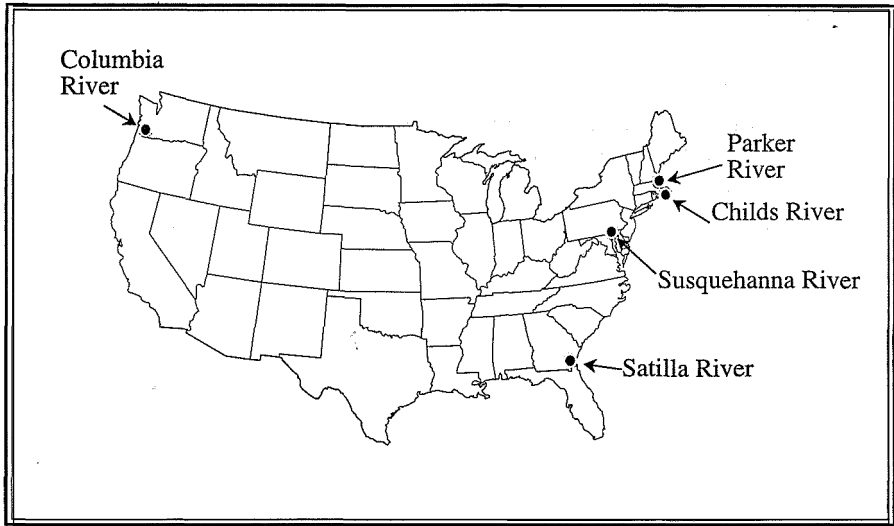 Columbia
River
Parker
River
Childs River
Susquehanna River
Satilla River